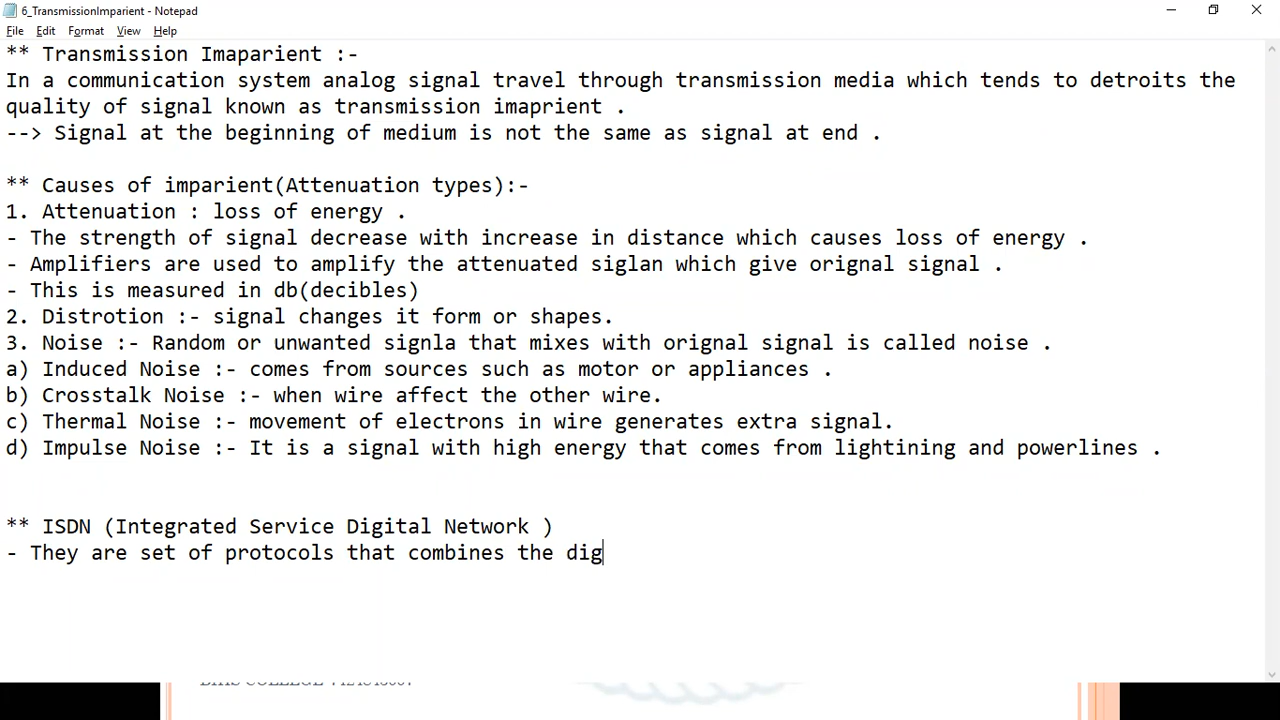 6_TransmissionImparient - Notepad
File Edit Format View Help
** Transmission Imaparient :-
In a communication system analog signal travel through transmission media which tends to detroits the
quality of signal known as transmission imaprient .
--> Signal at the beginning of medium is not the same as signal at end .
** Causes of imparient(Attenuation types):-
1. Attenuation : loss of energy .
- The strength of signal decrease with increase in distance which causes loss of energy .
- Amplifiers are used to amplify the attenuated siglan which give orignal signal .
- This is measured in db(decibles)
2. Distrotion :- signal changes it form or shapes.
3. Noise :- Random or unwanted signla that mixes with orignal signal is called noise .
a) Induced Noise :- comes from sources such as motor or appliances .
b) Crosstalk Noise :- when wire affect the other wire.
c) Thermal Noise :- movement of electrons in wire generates extra signal.
d) Impulse Noise :- It is a signal with high energy that comes from lightining and powerlines .
** ISDN (Integrated Service Digital Network )
- They are set of protocols that combines the dig